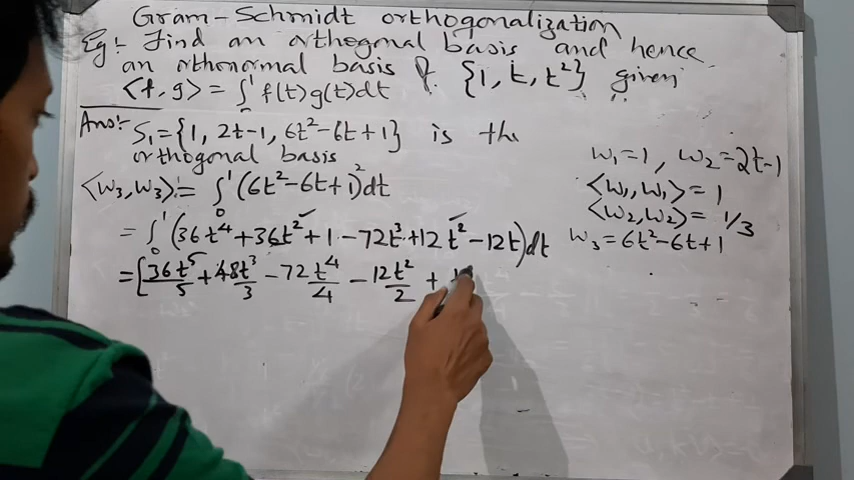 Gram-Schmidt orthogonalization
Eg:- Find an orthogonal basis and hence
an orthonormal basis of {1, t, t²} given
<f, g> = ∫₀¹ f(t)g(t)dt
Ans:- S₁ = {1, 2t-1, 6t²-6t+1} is the
orthogonal basis
<w₃, w₃> = ∫₀¹ (6t²-6t+1)² dt
= ∫₀¹ (36t⁴+36t²+1-72t³+12t²-12t)dt
= [36t⁵/5 + 48t³/3 - 72t⁴/4 - 12t²/2 +
w₁=1, w₂=2t-1
<w₁, w₁> = 1
<w₂, w₂> = 1/3
w₃ = 6t²-6t+1